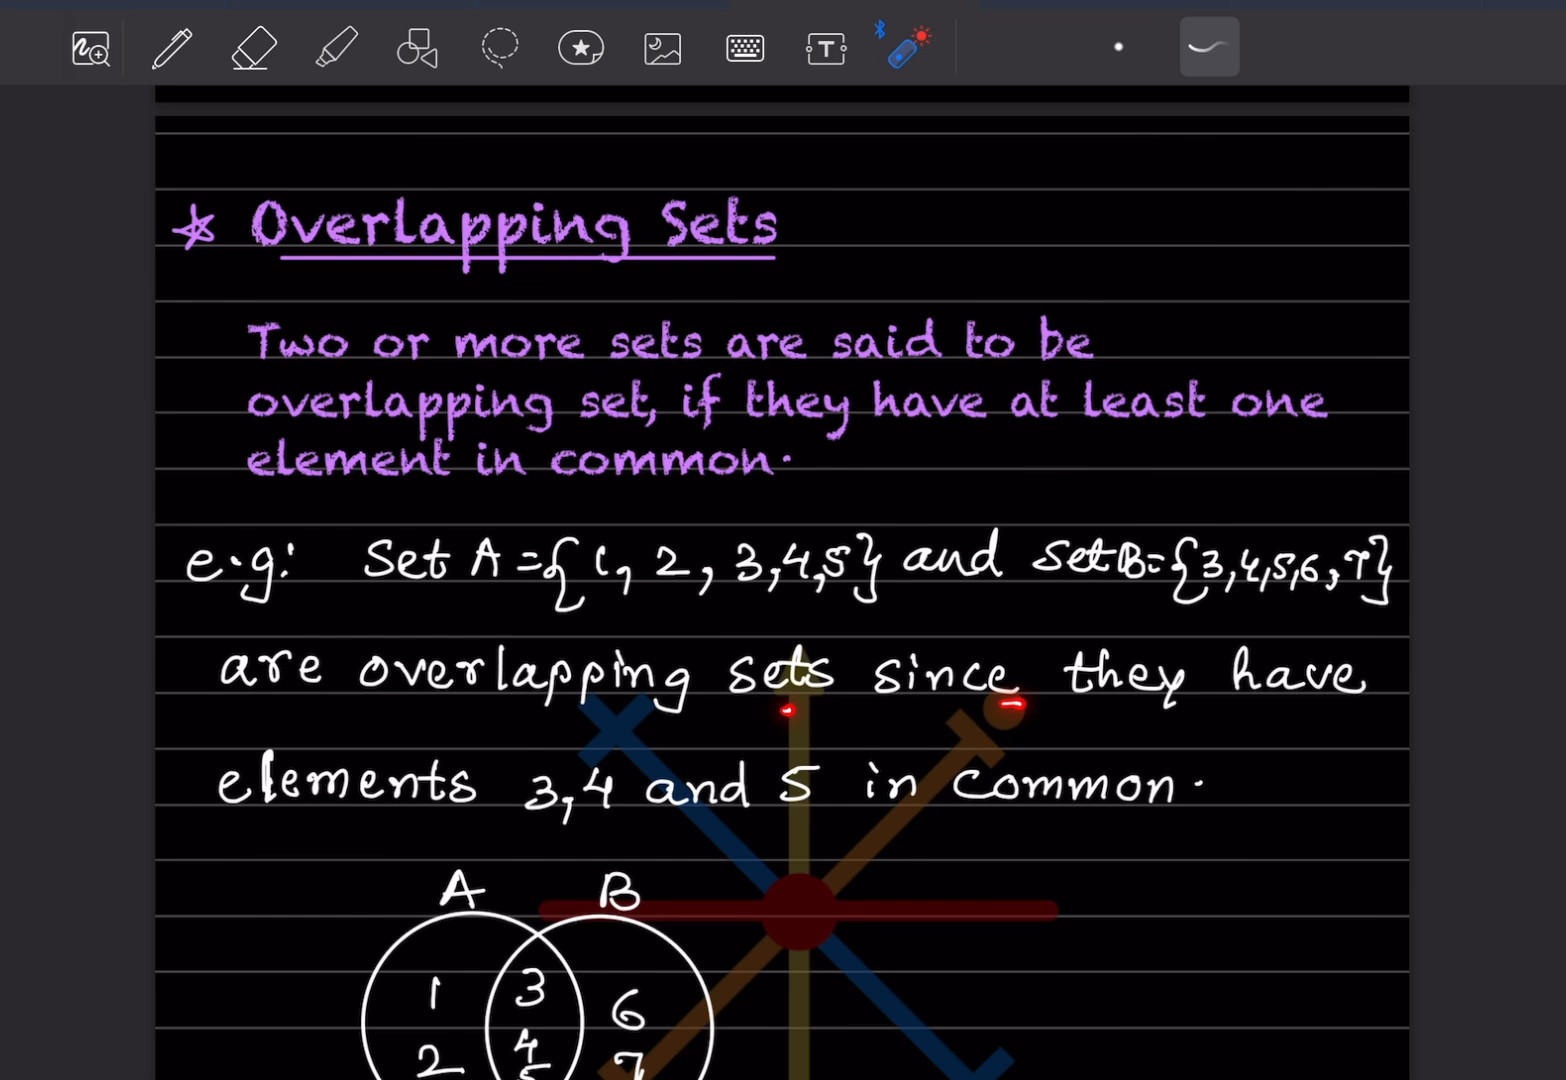 * Overlapping Sets
Two or more sets are said to be
overlapping set, if they have at least one
element in common.
e.g: Set A = {1, 2, 3,4,5} and set B = {3,4,5,6,7}
are overlapping sets since they have
elements 3,4 and 5 in common.
A B
1 3 6
2 4 7
5